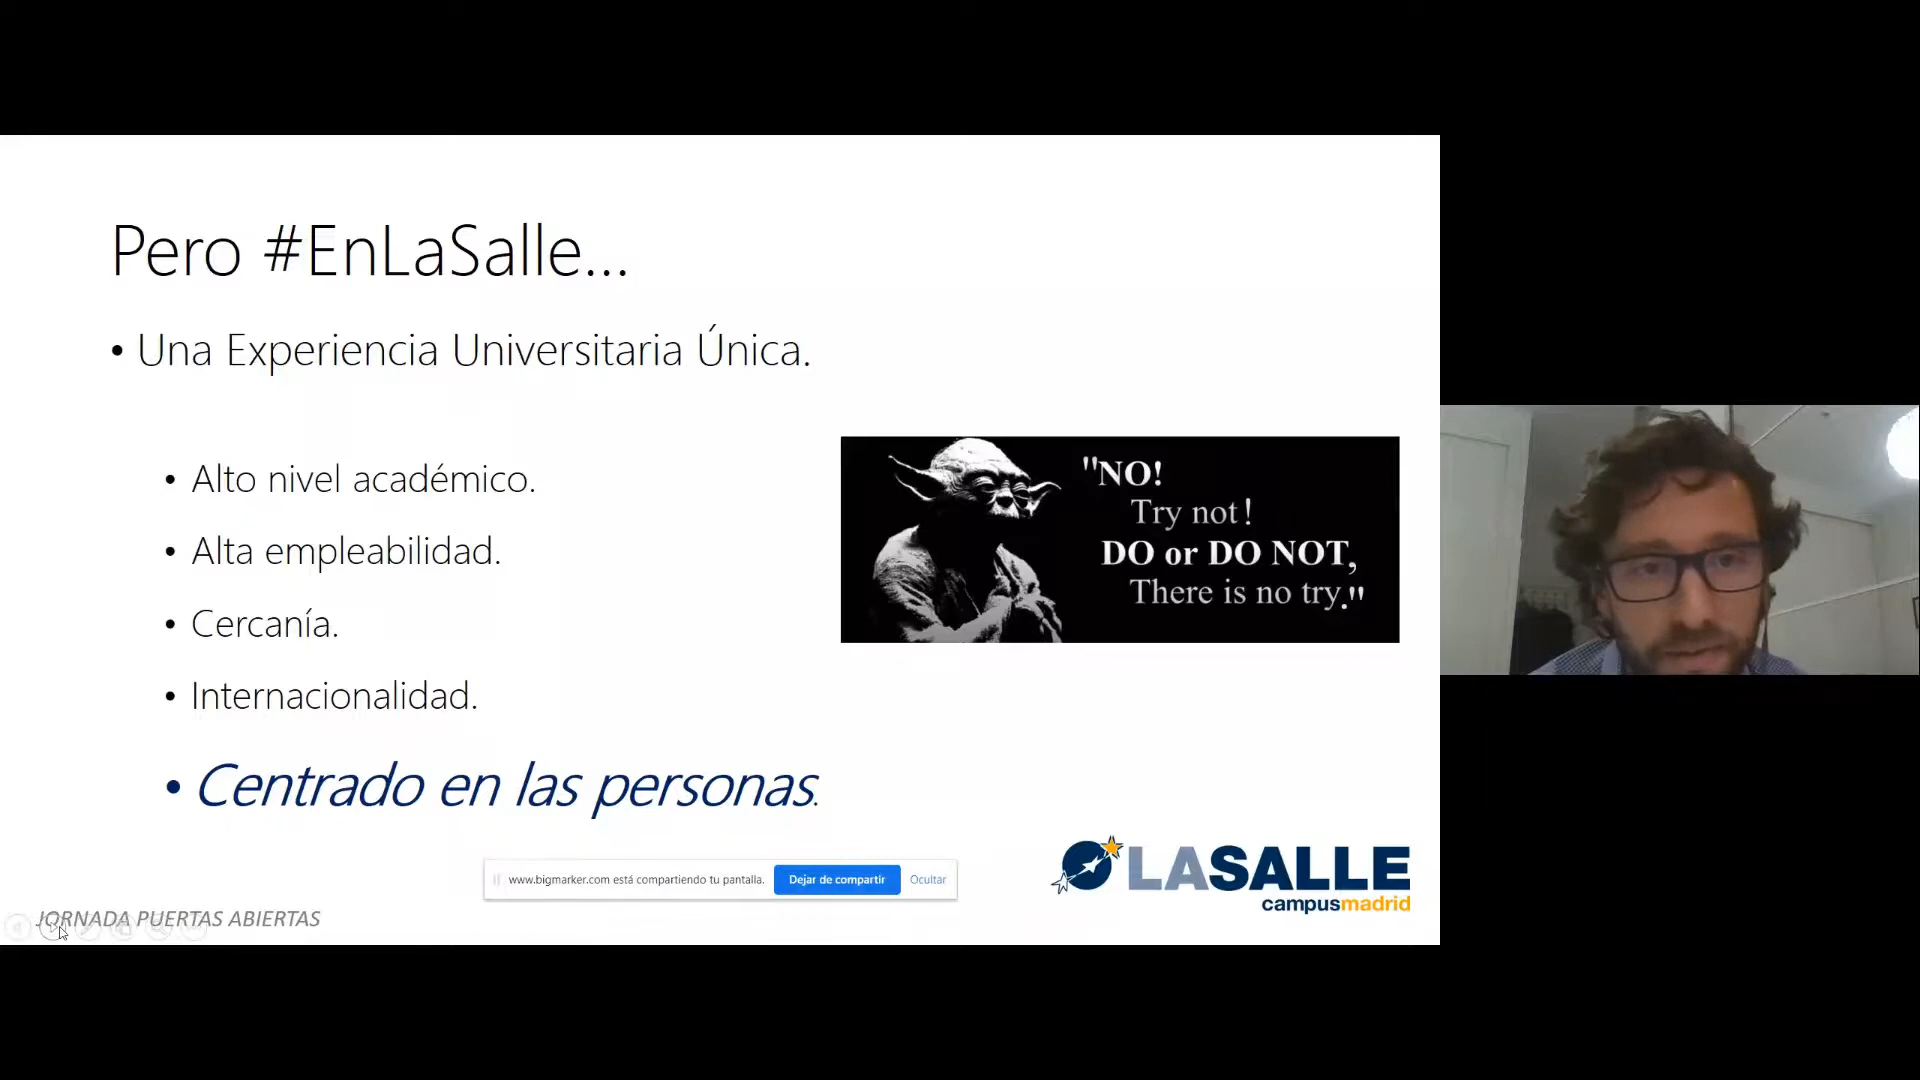 Pero #EnLaSalle...
• Una Experiencia Universitaria Única.
• Alto nivel académico.
• Alta empleabilidad.
• Cercanía.
• Internacionalidad.
• Centrado en las personas.
"NO!
Try not!
DO or DO NOT,
There is no try."
www.bigmarker.com está compartiendo tu pantalla. Dejar de compartir Ocultar
LASALLE
campusmadrid
JORNADA PUERTAS ABIERTAS